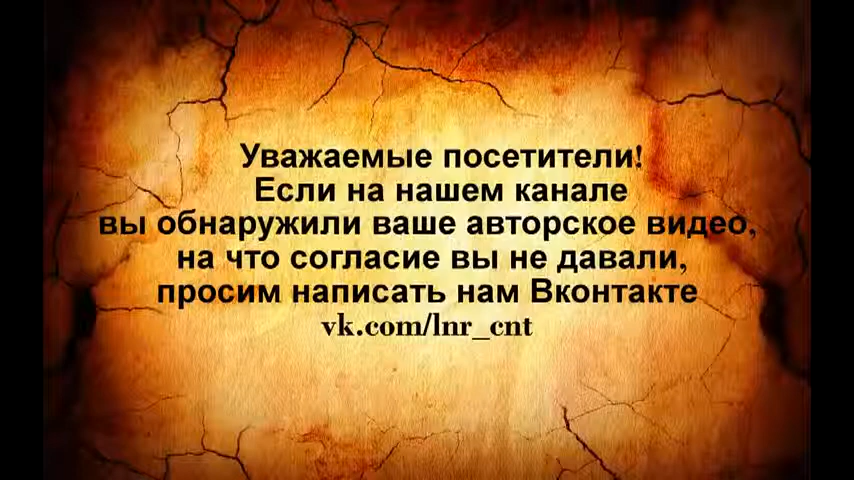 Уважаемые посетители!
Если на нашем канале
вы обнаружили ваше авторское видео,
на что согласие вы не давали,
просим написать нам Вконтакте
vk.com/lnr_cnt